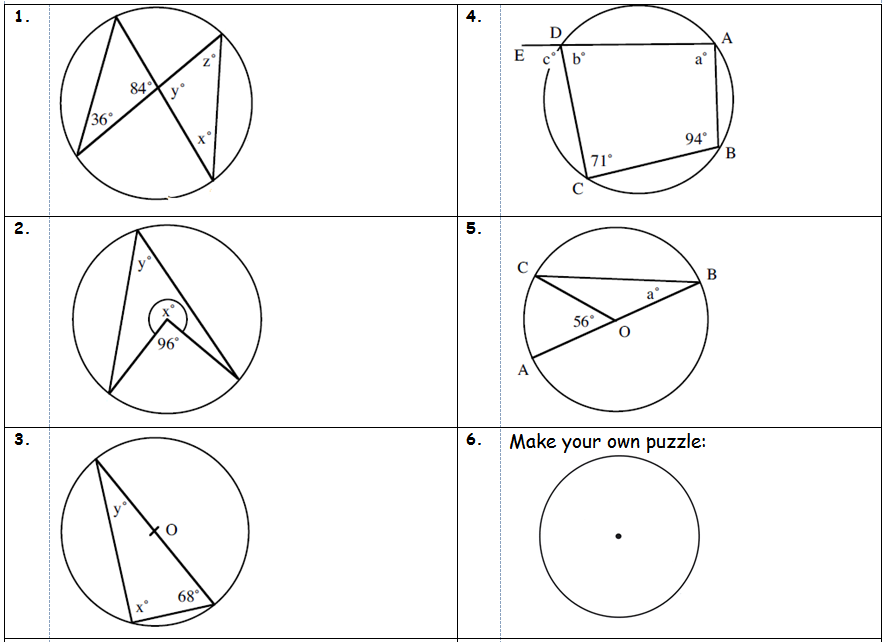 1.
84°
y°
z°
36°
x°
2.
y°
x°
96°
3.
y°
O
x°
68°
4.
D
A
E
c°
b°
a°
94°
71°
B
C
5.
C
B
a°
56°
O
A
6. Make your own puzzle: